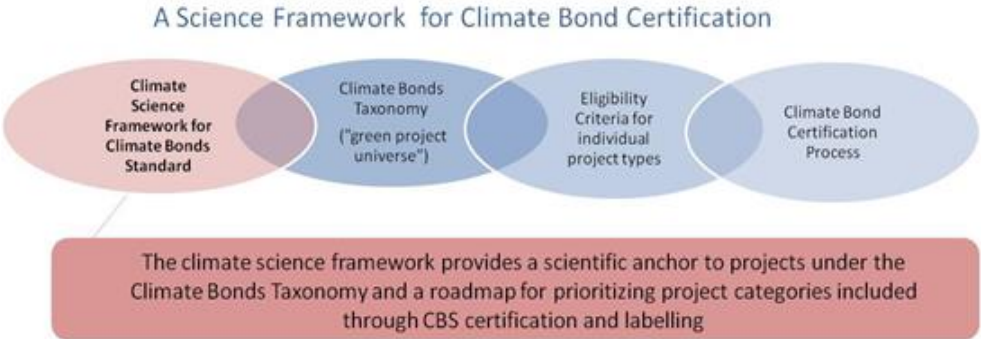 A Science Framework for Climate Bond Certification
Climate
Science
Framework for
Climate Bonds
Standard
Climate Bonds
Taxonomy
("green project
universe")
Eligibility
Criteria for
individual
project types
Climate Bond
Certification
Process
The climate science framework provides a scientific anchor to projects under the
Climate Bonds Taxonomy and a roadmap for prioritizing project categories included
through CBS certification and labelling